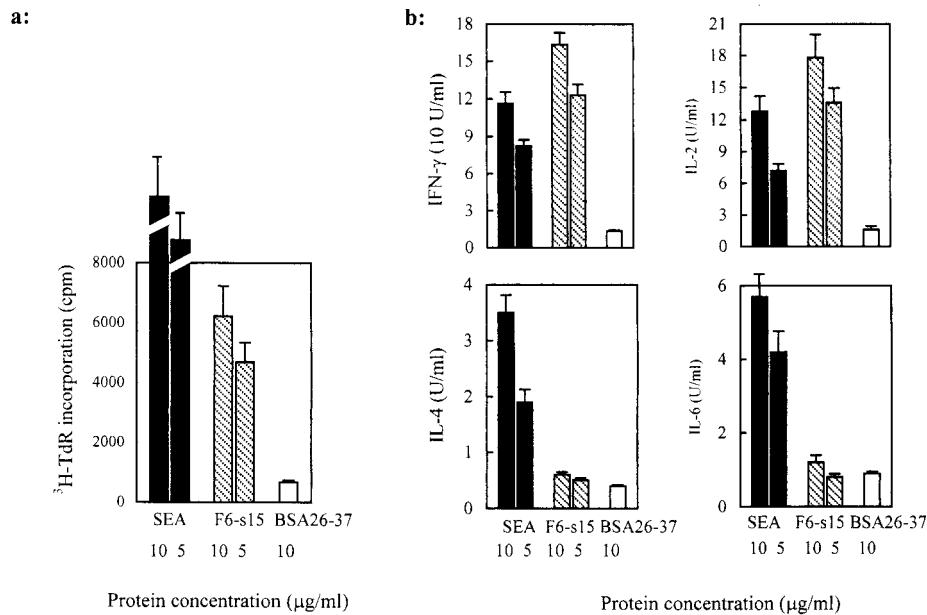 a:
³H-TdR incorporation (cpm)
8000
6000
4000
2000
0
SEA F6-s15 BSA26-37
10 5 10 5 10
Protein concentration (μg/ml)
b:
IFN-γ (10 U/ml)
18
15
12
9
6
3
0
IL-2 (U/ml)
21
18
15
12
9
6
3
0
IL-4 (U/ml)
4
3
2
1
0
SEA F6-s15 BSA26-37
10 5 10 5 10
IL-6 (U/ml)
6
4
2
0
SEA F6-s15 BSA26-37
10 5 10 5 10
Protein concentration (μg/ml)